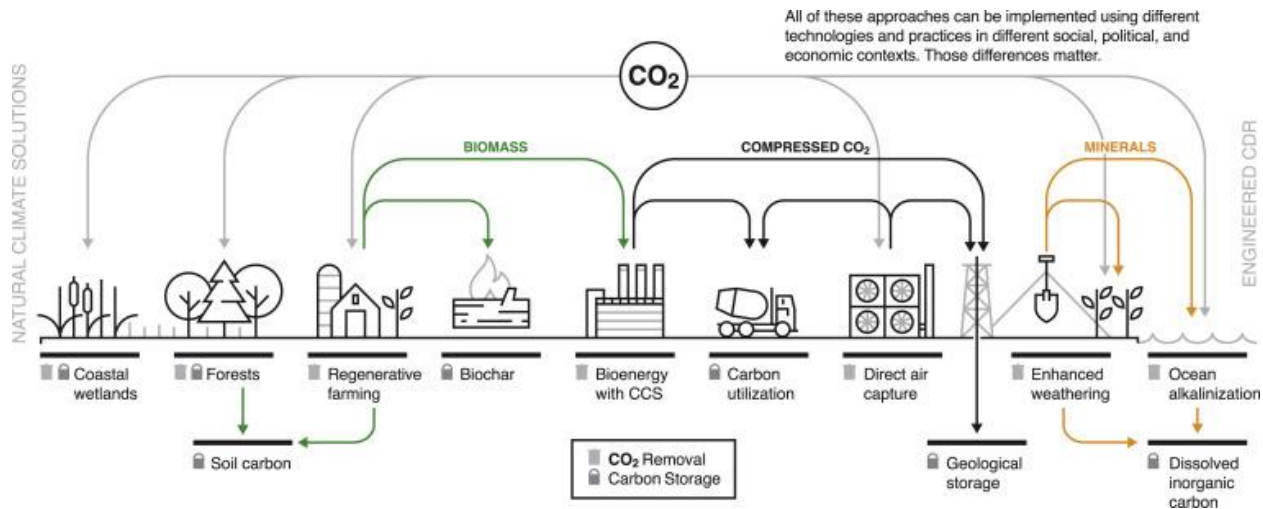 All of these approaches can be implemented using different
technologies and practices in different social, political, and
economic contexts. Those differences matter.
CO₂
NATURAL CLIMATE SOLUTIONS
ENGINEERED CDR
BIOMASS
COMPRESSED CO₂
MINERALS
Coastal
wetlands
Forests
Regenerative
farming
Biochar
Bioenergy
with CCS
Carbon
utilization
Direct air
capture
Enhanced
weathering
Ocean
alkalinization
Soil carbon
CO₂ Removal
Carbon Storage
Geological
storage
Dissolved
inorganic
carbon